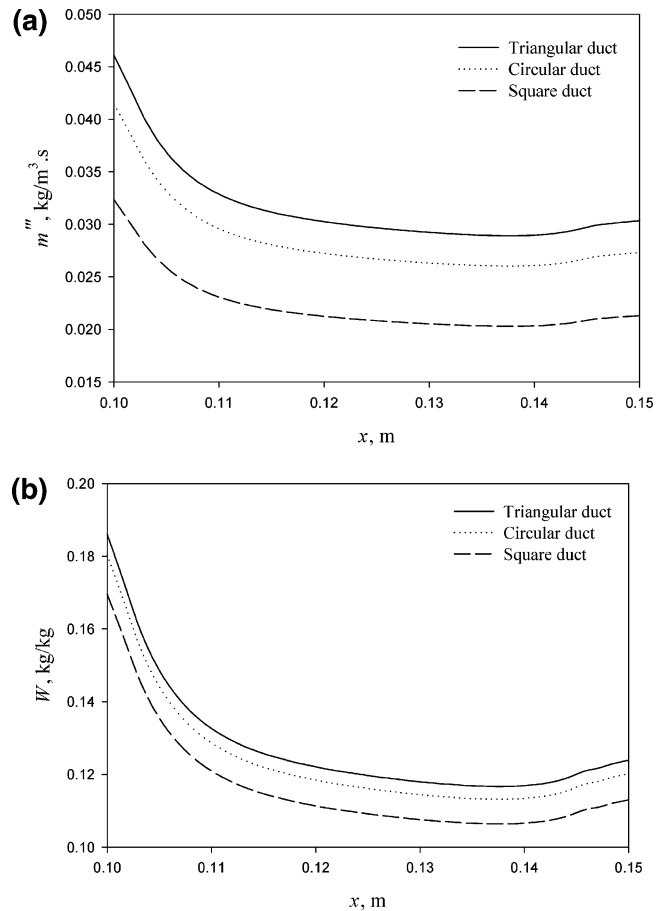 (a)
0.050
0.045
0.040
0.035
0.030
0.025
0.020
0.015
m''', kg/m³.s
Triangular duct
Circular duct
Square duct
0.10
0.11
0.12
0.13
0.14
0.15
x, m
(b)
0.20
0.18
0.16
0.14
0.12
0.10
W, kg/kg
Triangular duct
Circular duct
Square duct
0.10
0.11
0.12
0.13
0.14
0.15
x, m